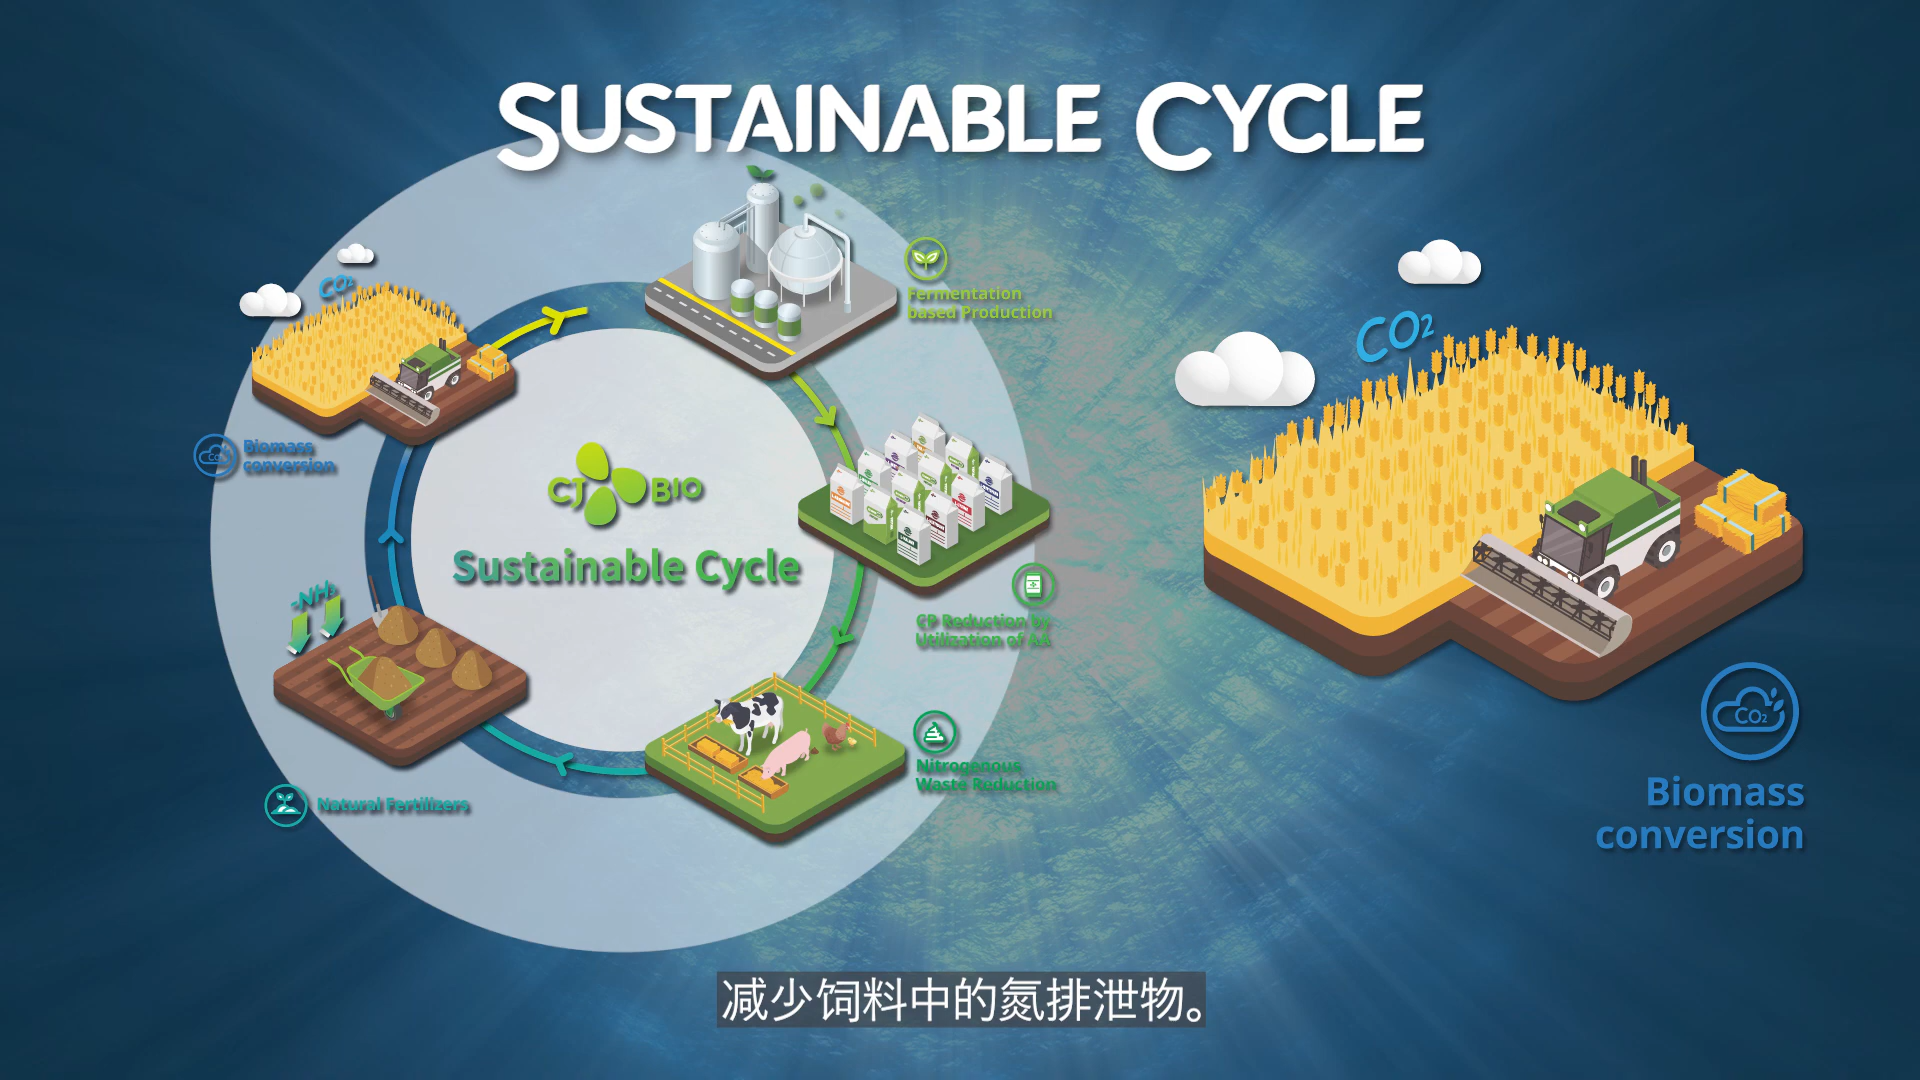 SUSTAINABLE CYCLE
CO2
Fermentation
based Production
Biomass
conversion
CJ BIO
Sustainable Cycle
CP Reduction by
Utilization of AA
-NH3
Nitrogenous
Waste Reduction
Natural Fertilizers
CO2
CO2
Biomass
conversion
减少饲料中的氮排泄物。